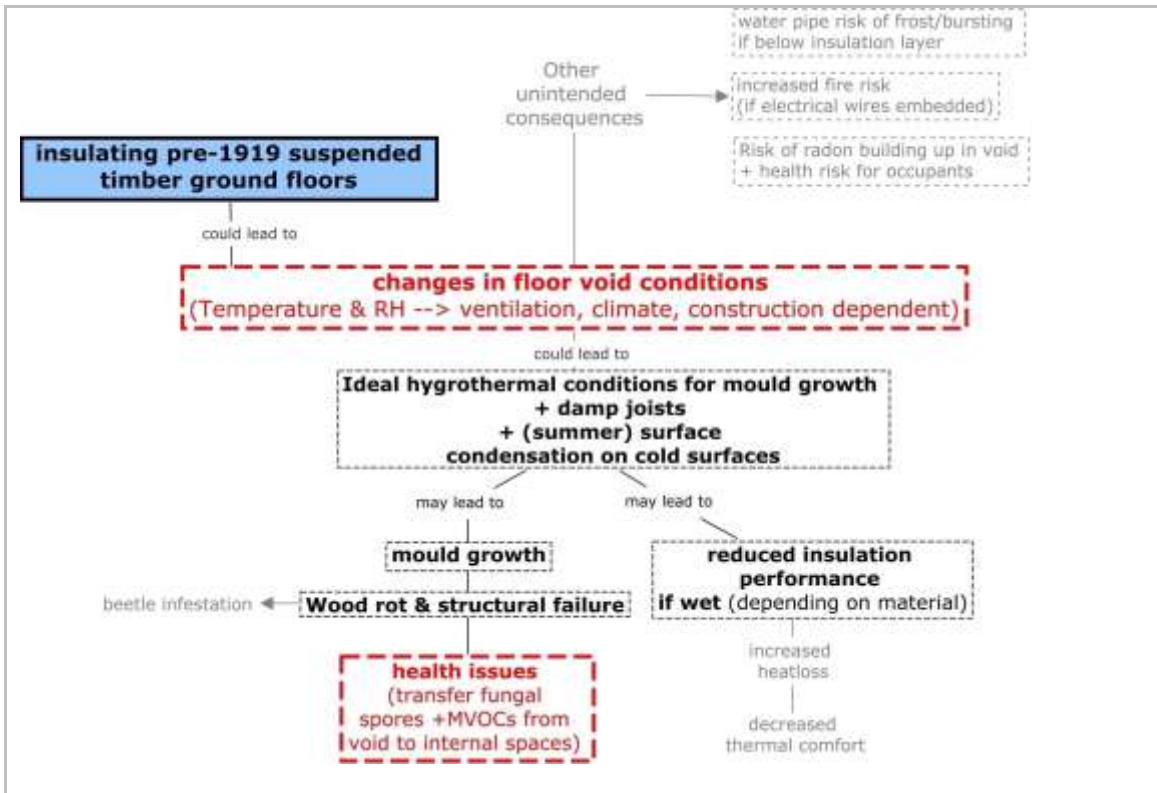 water pipe risk of frost/bursting
if below insulation layer
Other
unintended
consequences
increased fire risk
(if electrical wires embedded)
Risk of radon building up in void
+ health risk for occupants
insulating pre-1919 suspended
timber ground floors
could lead to
changes in floor void conditions
(Temperature & RH --> ventilation, climate, construction dependent)
could lead to
Ideal hygrothermal conditions for mould growth
+ damp joists
+ (summer) surface
condensation on cold surfaces
may lead to
may lead to
mould growth
reduced insulation
performance
if wet (depending on material)
beetle infestation
Wood rot & structural failure
health issues
(transfer fungal
spores +MVOCs from
void to internal spaces)
increased
heatloss
decreased
thermal comfort